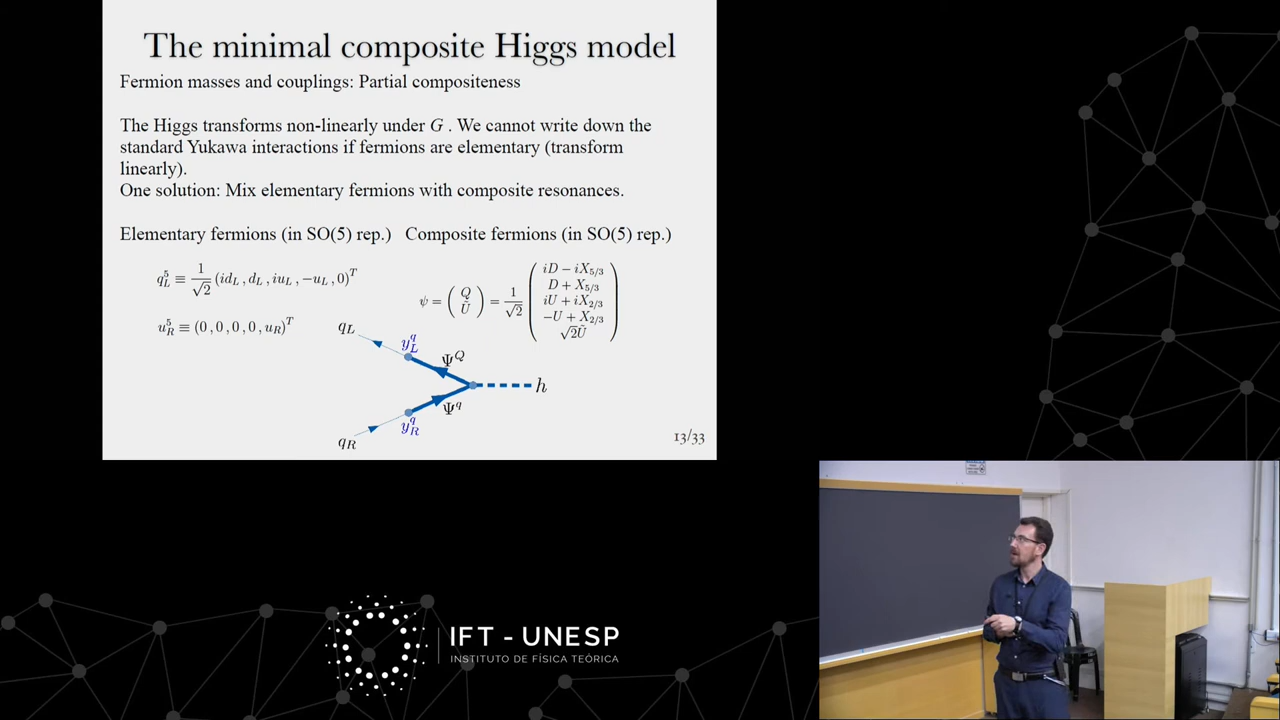 The minimal composite Higgs model
Fermion masses and couplings: Partial compositeness
The Higgs transforms non-linearly under G . We cannot write down the
standard Yukawa interactions if fermions are elementary (transform
linearly).
One solution: Mix elementary fermions with composite resonances.
Elementary fermions (in SO(5) rep.) Composite fermions (in SO(5) rep.)
q_L^5 ≡ 1/√2 (id_L , d_L , iu_L , −u_L , 0)^T
u_R^5 ≡ (0 , 0 , 0 , 0 , u_R)^T
ψ = ( Q Ũ ) = 1/√2 ( iD − iX_{5/3}
D + X_{5/3}
iU + iX_{2/3}
−U + X_{2/3}
√2Ũ )
q_L
y_L^q
Ψ^Q
h
Ψ^q
y_R^q
q_R
13/33
IFT - UNESP
INSTITUTO DE FÍSICA TEÓRICA